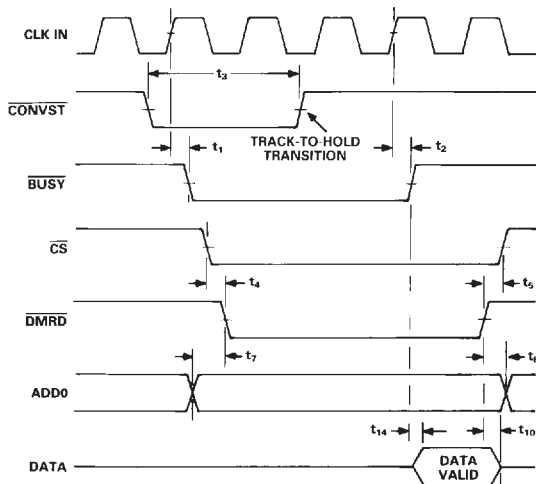 CLK IN
t₃
CONVST
TRACK-TO-HOLD
TRANSITION
t₁
t₂
BUSY
CS
t₄
t₅
DMRD
t₇
t₈
ADD0
t₁₄
t₁₀
DATA
DATA
VALID